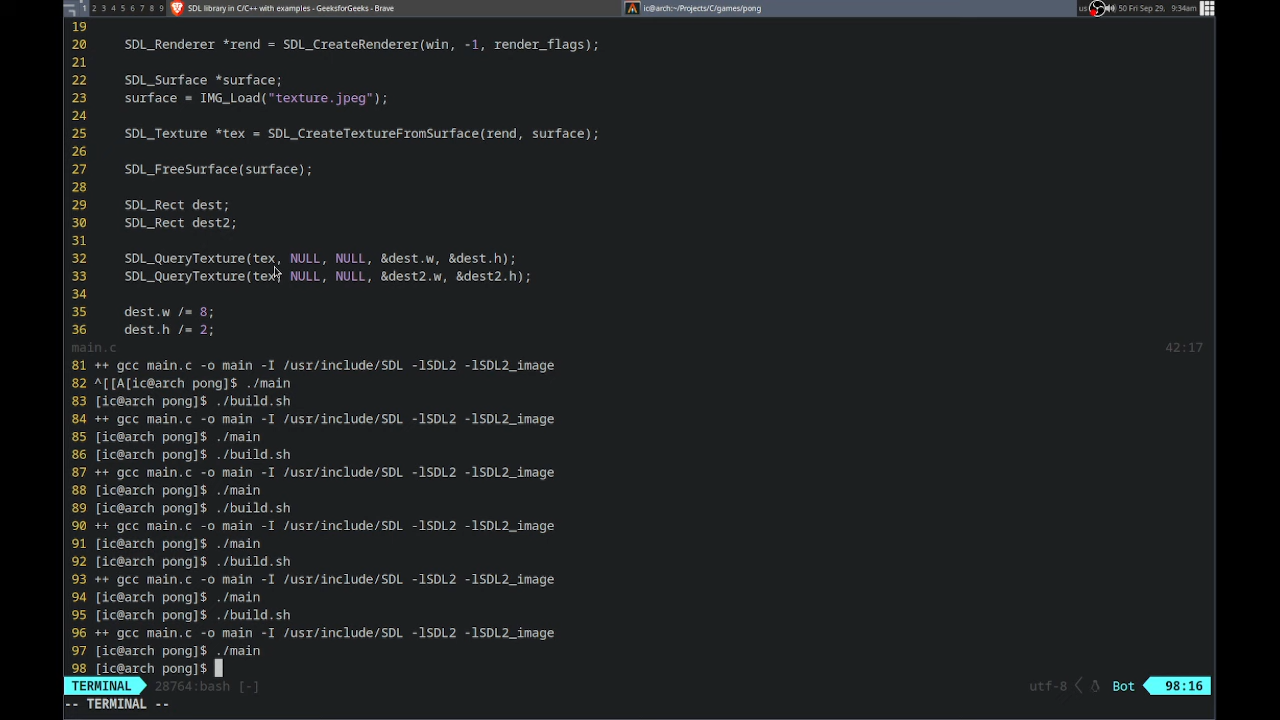 1 2 3 4 5 6 7 8 9 SDL library in C/C++ with examples - GeeksforGeeks - Brave ic@arch:~/Projects/C/games/pong us 50 Fri Sep 29, 9:34am
19
20 SDL_Renderer *rend = SDL_CreateRenderer(win, -1, render_flags);
21
22 SDL_Surface *surface;
23 surface = IMG_Load("texture.jpeg");
24
25 SDL_Texture *tex = SDL_CreateTextureFromSurface(rend, surface);
26
27 SDL_FreeSurface(surface);
28
29 SDL_Rect dest;
30 SDL_Rect dest2;
31
32 SDL_QueryTexture(tex, NULL, NULL, &dest.w, &dest.h);
33 SDL_QueryTexture(tex, NULL, NULL, &dest2.w, &dest2.h);
34
35 dest.w /= 8;
36 dest.h /= 2;
main.c 42:17
81 ++ gcc main.c -o main -I /usr/include/SDL -lSDL2 -lSDL2_image
82 ^[[A[ic@arch pong]$ ./main
83 [ic@arch pong]$ ./build.sh
84 ++ gcc main.c -o main -I /usr/include/SDL -lSDL2 -lSDL2_image
85 [ic@arch pong]$ ./main
86 [ic@arch pong]$ ./build.sh
87 ++ gcc main.c -o main -I /usr/include/SDL -lSDL2 -lSDL2_image
88 [ic@arch pong]$ ./main
89 [ic@arch pong]$ ./build.sh
90 ++ gcc main.c -o main -I /usr/include/SDL -lSDL2 -lSDL2_image
91 [ic@arch pong]$ ./main
92 [ic@arch pong]$ ./build.sh
93 ++ gcc main.c -o main -I /usr/include/SDL -lSDL2 -lSDL2_image
94 [ic@arch pong]$ ./main
95 [ic@arch pong]$ ./build.sh
96 ++ gcc main.c -o main -I /usr/include/SDL -lSDL2 -lSDL2_image
97 [ic@arch pong]$ ./main
98 [ic@arch pong]$
TERMINAL 28764:bash [-] utf-8 Bot 98:16
-- TERMINAL --